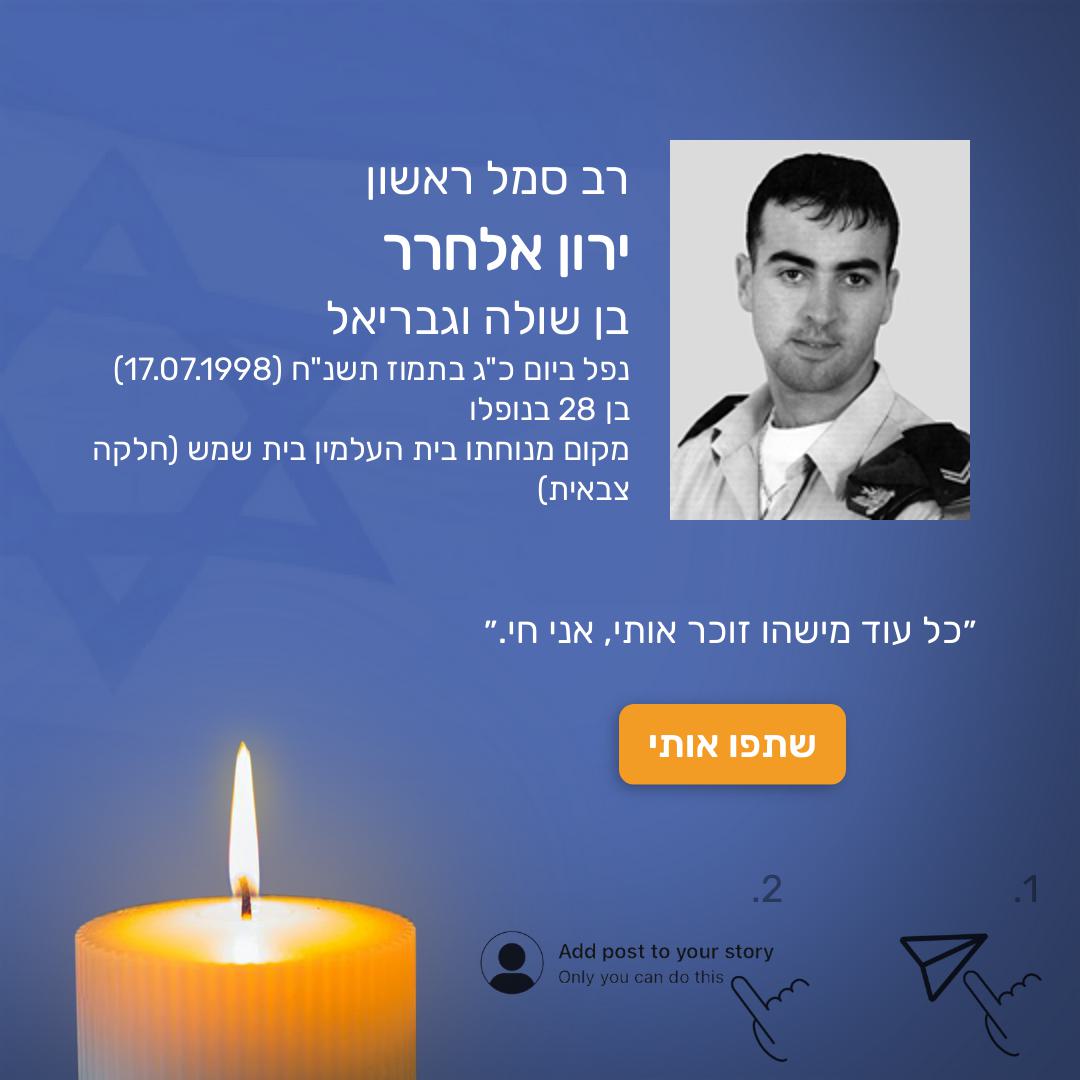 רב סמל ראשון
ירון אלחרר
בן שולה וגבריאל
נפל ביום כ"ג בתמוז תשנ"ח (17.07.1998)
בן 28 בנופלו
מקום מנוחתו בית העלמין בית שמש (חלקה
צבאית)
״כל עוד מישהו זוכר אותי, אני חי.״
שתפו אותי
.1
.2
Add post to your story
Only you can do this